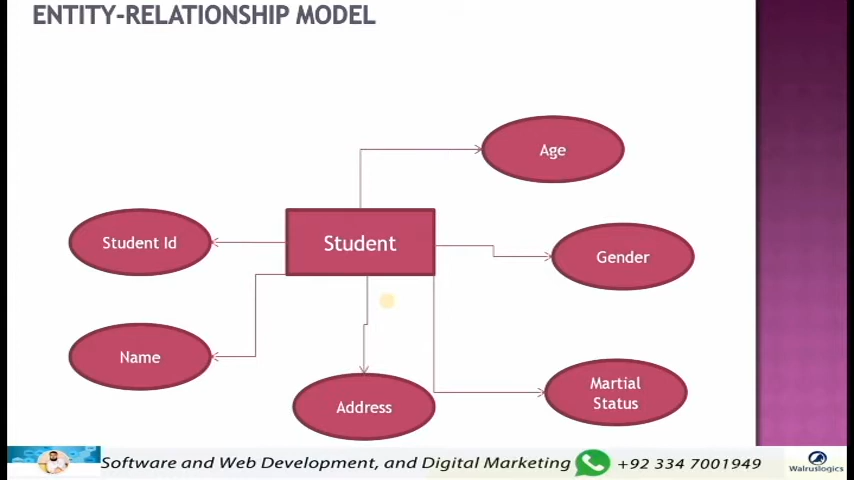 ENTITY-RELATIONSHIP MODEL
Age
Student Id
Student
Gender
Name
Address
Martial
Status
Software and Web Development, and Digital Marketing +92 334 7001949
Walruslogics